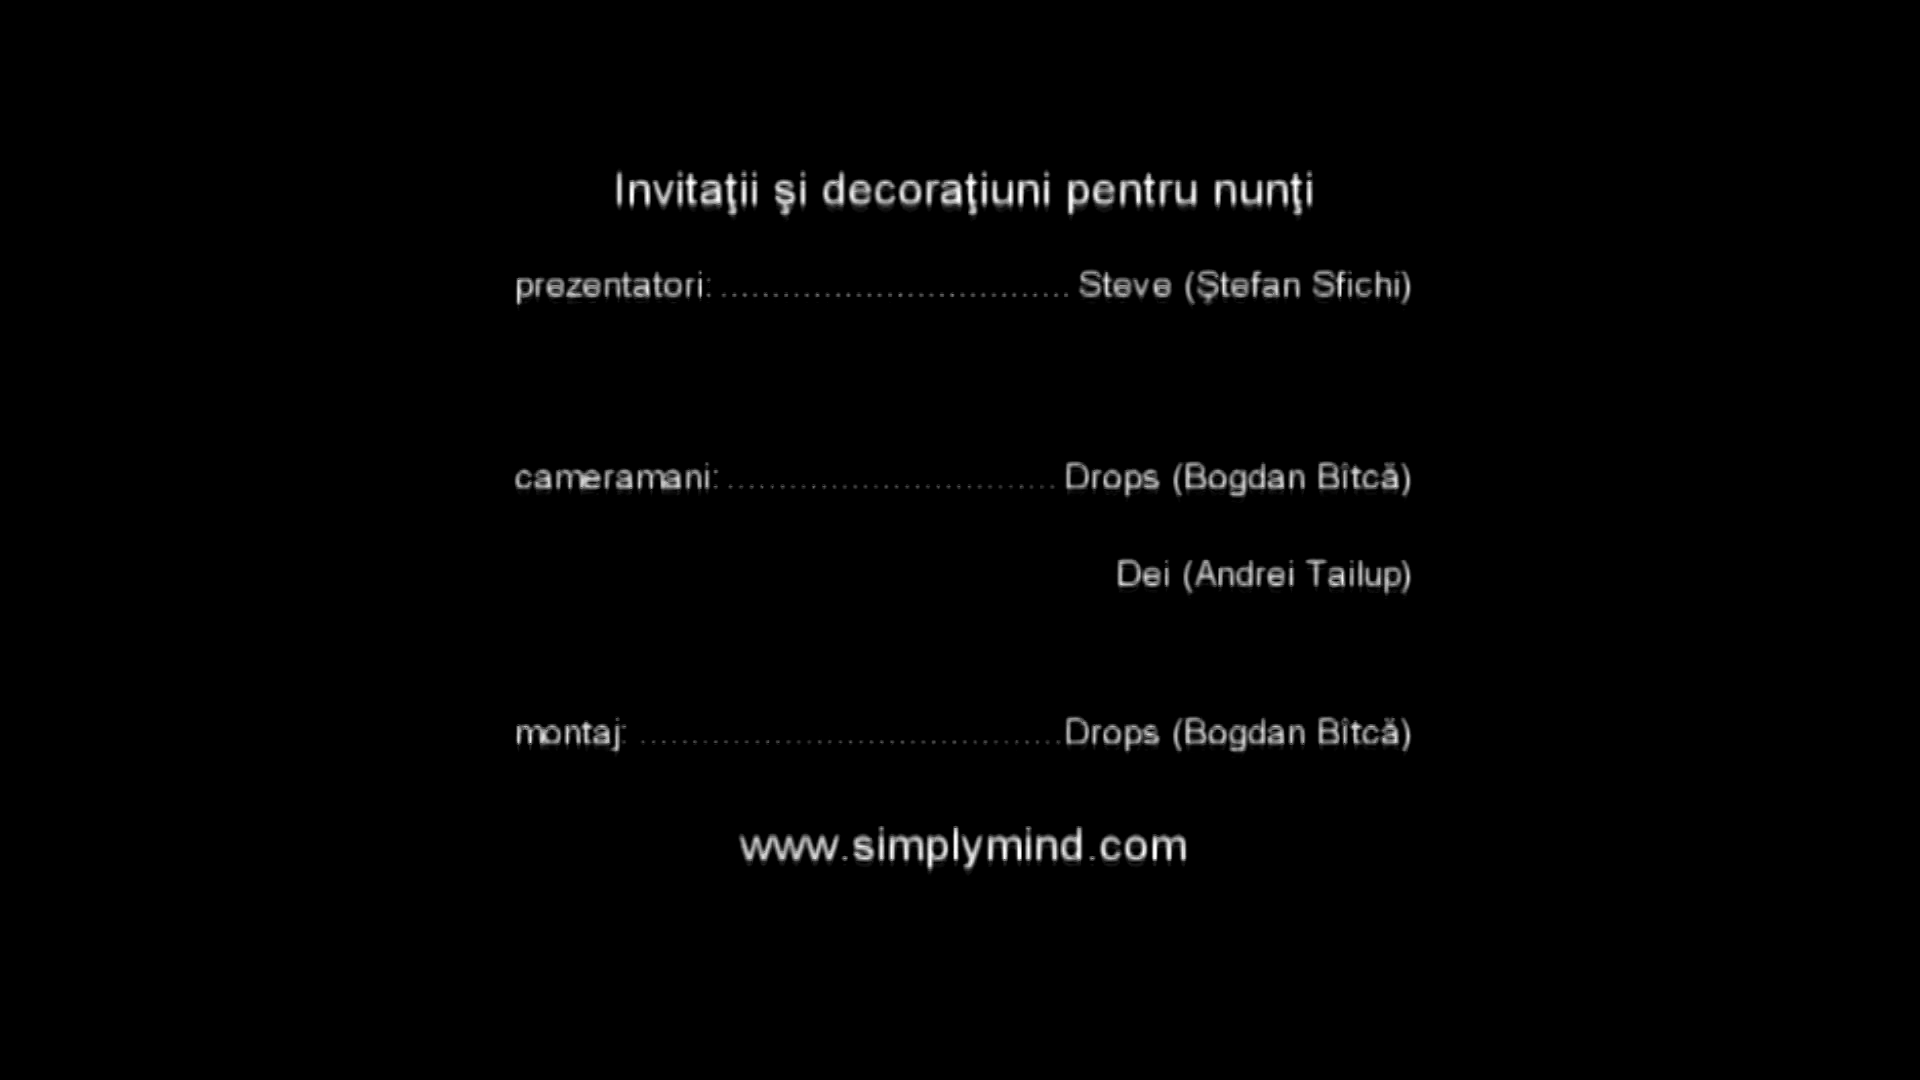 Invitaţii şi decoraţiuni pentru nunţi
prezentatori: .................................. Steve (Ştefan Sfichi)
cameramani: ................................ Drops (Bogdan Bîtcă)
Dei (Andrei Tailup)
montaj: .........................................Drops (Bogdan Bîtcă)
www.simplymind.com